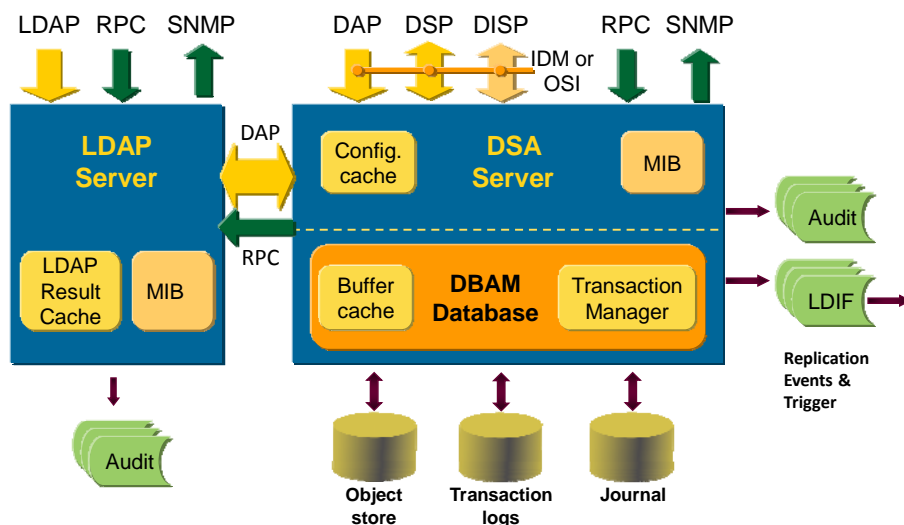 LDAP RPC SNMP
DAP DSP DISP
IDM or
OSI
RPC SNMP
LDAP
Server
DAP
RPC
Config.
cache
DSA
Server
MIB
LDAP
Result
Cache
MIB
Buffer
cache
DBAM
Database
Transaction
Manager
Audit
LDIF
Replication
Events &
Trigger
Audit
Object
store
Transaction
logs
Journal